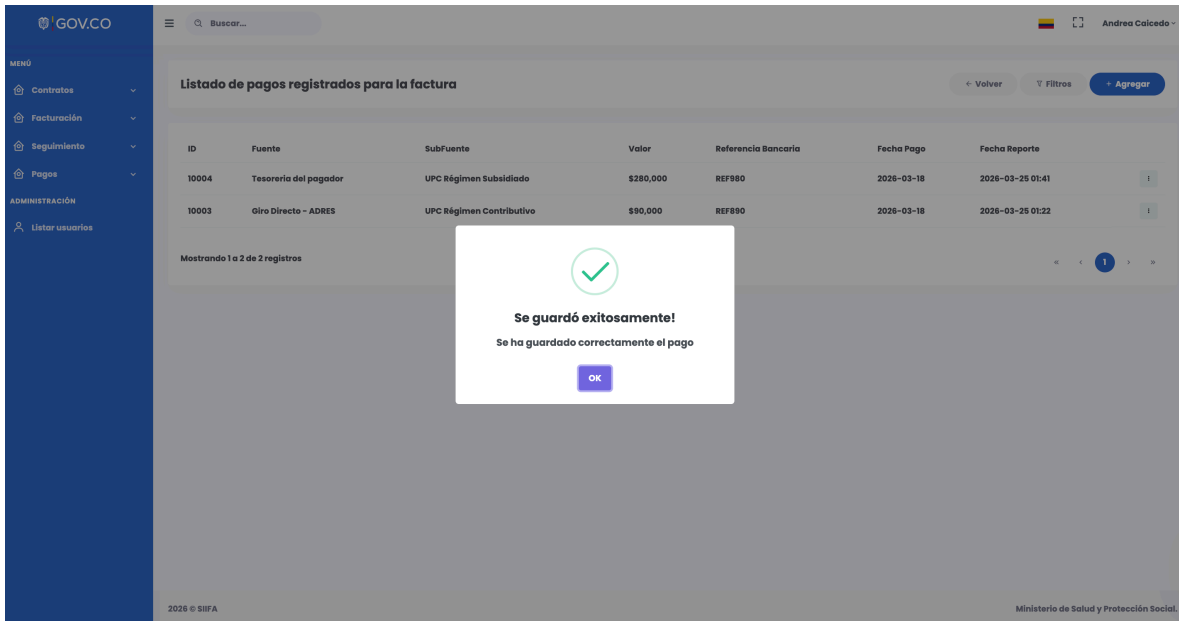 GOV.CO
Buscar...
Andrea Caicedo
MENÚ
Contratos
Facturación
Seguimiento
Pagos
ADMINISTRACIÓN
Listar usuarios
Listado de pagos registrados para la factura
← Volver
Filtros
+ Agregar
ID Fuente SubFuente Valor Referencia Bancaria Fecha Pago Fecha Reporte
10004 Tesoreria del pagador UPC Régimen Subsidiado $280,000 REF980 2026-03-18 2026-03-25 01:41
10003 Giro Directo - ADRES UPC Régimen Contributivo $90,000 REF890 2026-03-18 2026-03-25 01:22
Mostrando 1 a 2 de 2 registros
« ‹ 1 › »
Se guardó exitosamente!
Se ha guardado correctamente el pago
OK
2026 © SIIFA
Ministerio de Salud y Protección Social.